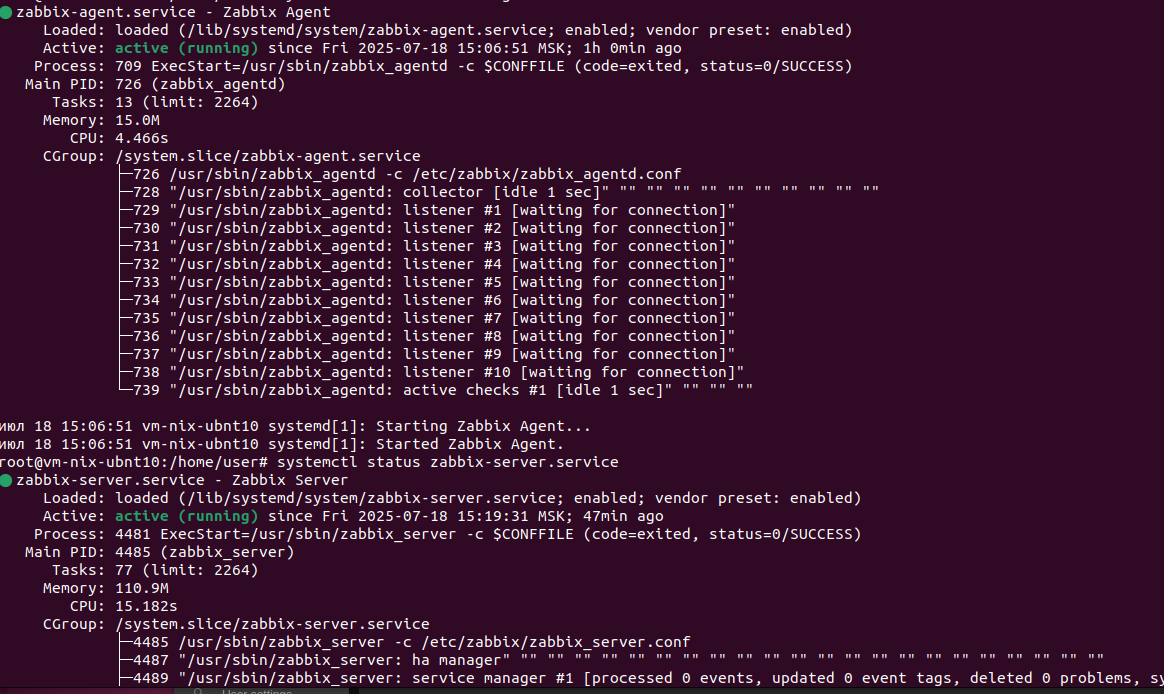 zabbix-agent.service - Zabbix Agent
Loaded: loaded (/lib/systemd/system/zabbix-agent.service; enabled; vendor preset: enabled)
Active: active (running) since Fri 2025-07-18 15:06:51 MSK; 1h 0min ago
Process: 709 ExecStart=/usr/sbin/zabbix_agentd -c $CONFFILE (code=exited, status=0/SUCCESS)
Main PID: 726 (zabbix_agentd)
Tasks: 13 (limit: 2264)
Memory: 15.0M
CPU: 4.466s
CGroup: /system.slice/zabbix-agent.service
├─726 /usr/sbin/zabbix_agentd -c /etc/zabbix/zabbix_agentd.conf
├─728 "/usr/sbin/zabbix_agentd: collector [idle 1 sec]" "" "" "" "" "" "" "" "" "" ""
├─729 "/usr/sbin/zabbix_agentd: listener #1 [waiting for connection]"
├─730 "/usr/sbin/zabbix_agentd: listener #2 [waiting for connection]"
├─731 "/usr/sbin/zabbix_agentd: listener #3 [waiting for connection]"
├─732 "/usr/sbin/zabbix_agentd: listener #4 [waiting for connection]"
├─733 "/usr/sbin/zabbix_agentd: listener #5 [waiting for connection]"
├─734 "/usr/sbin/zabbix_agentd: listener #6 [waiting for connection]"
├─735 "/usr/sbin/zabbix_agentd: listener #7 [waiting for connection]"
├─736 "/usr/sbin/zabbix_agentd: listener #8 [waiting for connection]"
├─737 "/usr/sbin/zabbix_agentd: listener #9 [waiting for connection]"
├─738 "/usr/sbin/zabbix_agentd: listener #10 [waiting for connection]"
└─739 "/usr/sbin/zabbix_agentd: active checks #1 [idle 1 sec]" "" "" ""
июл 18 15:06:51 vm-nix-ubnt10 systemd[1]: Starting Zabbix Agent...
июл 18 15:06:51 vm-nix-ubnt10 systemd[1]: Started Zabbix Agent.
root@vm-nix-ubnt10:/home/user# systemctl status zabbix-server.service
zabbix-server.service - Zabbix Server
Loaded: loaded (/lib/systemd/system/zabbix-server.service; enabled; vendor preset: enabled)
Active: active (running) since Fri 2025-07-18 15:19:31 MSK; 47min ago
Process: 4481 ExecStart=/usr/sbin/zabbix_server -c $CONFFILE (code=exited, status=0/SUCCESS)
Main PID: 4485 (zabbix_server)
Tasks: 77 (limit: 2264)
Memory: 110.9M
CPU: 15.182s
CGroup: /system.slice/zabbix-server.service
├─4485 /usr/sbin/zabbix_server -c /etc/zabbix/zabbix_server.conf
├─4487 "/usr/sbin/zabbix_server: ha manager" "" "" "" "" "" "" "" "" "" "" "" "" "" "" "" "" "" "" "" "" "" ""
├─4489 "/usr/sbin/zabbix_server: service manager #1 [processed 0 events, updated 0 event tags, deleted 0 problems, sy
User settings